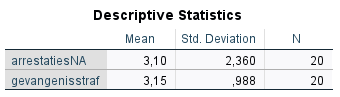 Descriptive Statistics
Mean Std. Deviation N
arrestatiesNA 3,10 2,360 20
gevangenisstraf 3,15 ,988 20